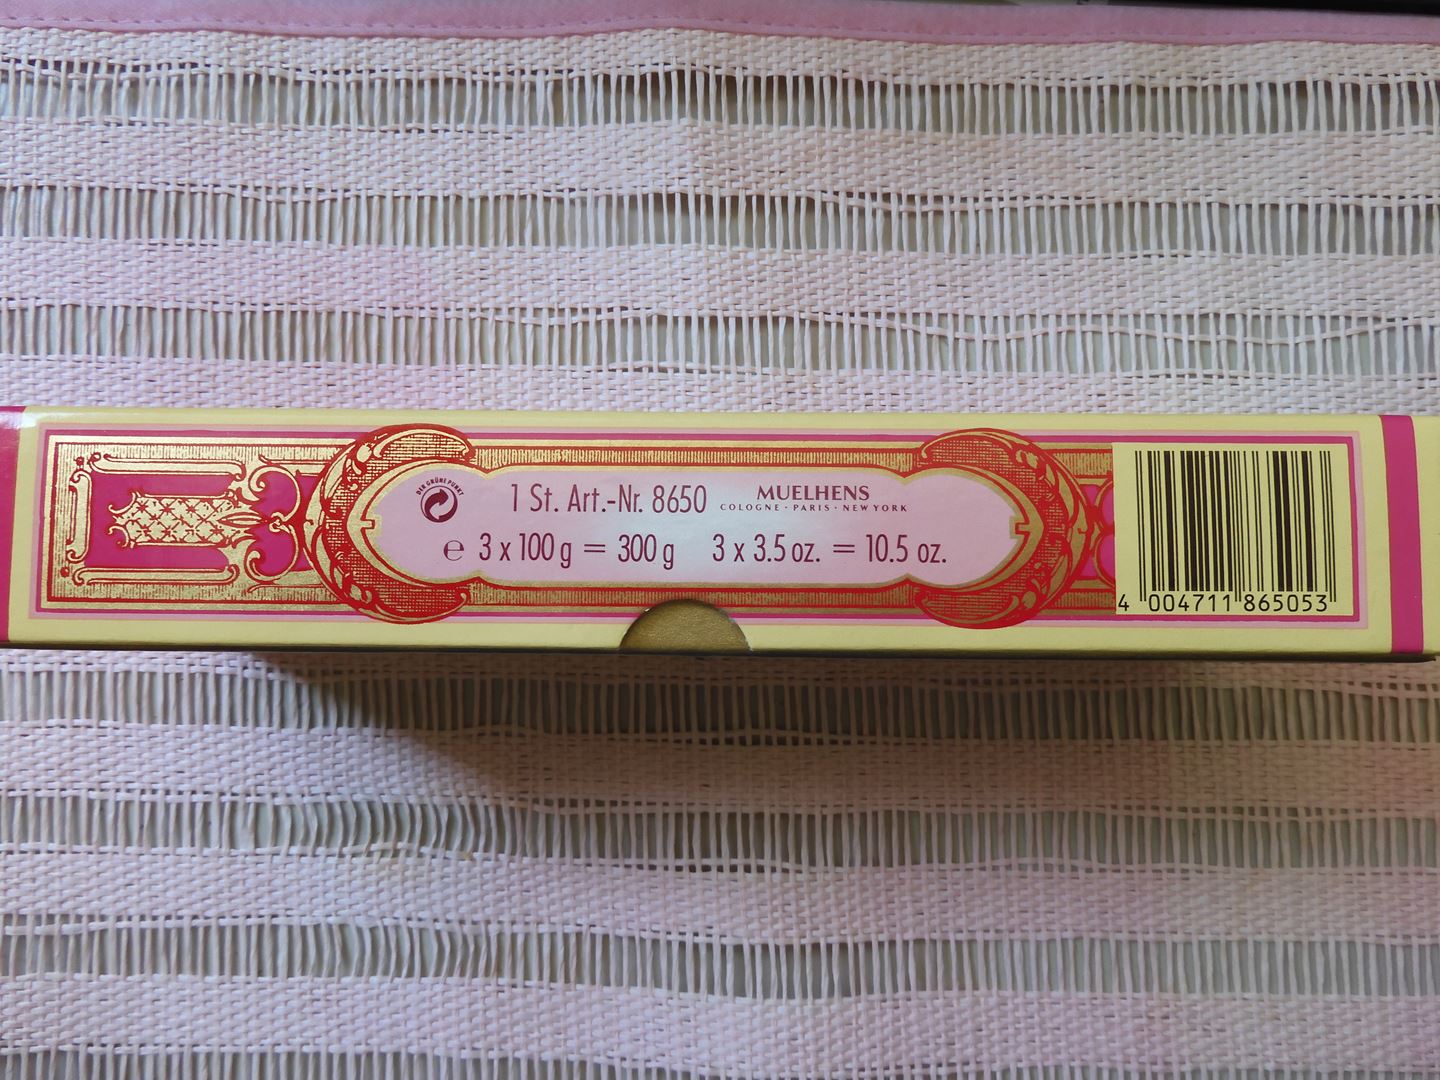 DER GRÜNE PUNKT
1 St. Art.-Nr. 8650
MUELHENS
COLOGNE · PARIS · NEW YORK
℮ 3 x 100 g = 300 g 3 x 3.5 oz. = 10.5 oz.
4 004711 865053